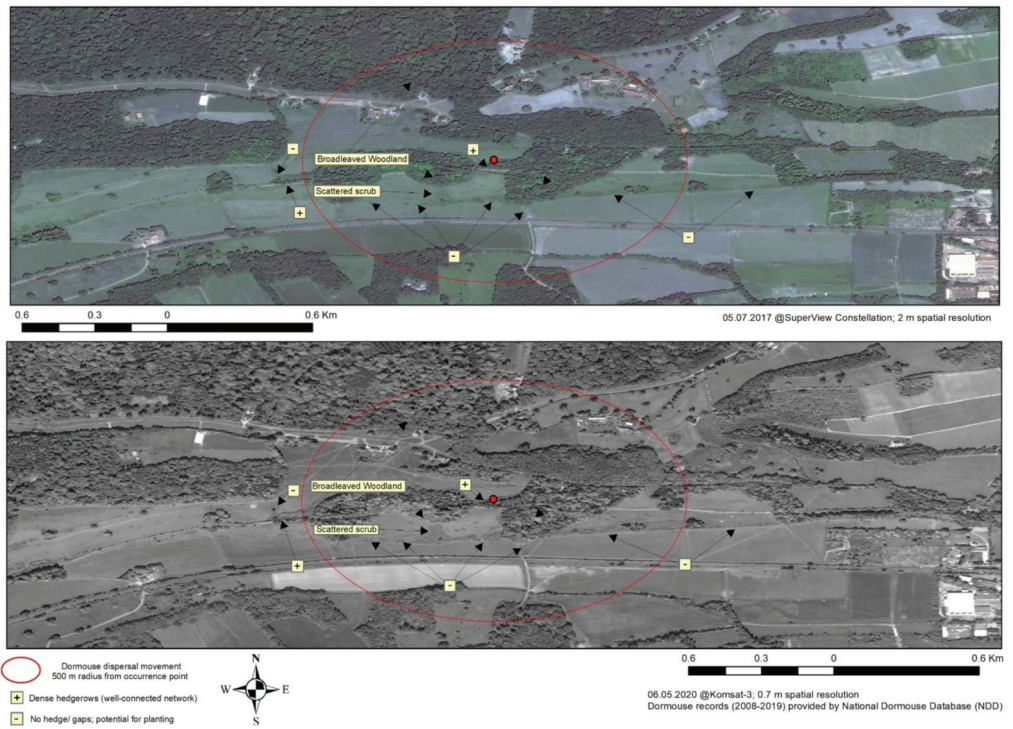 -
+
Broadleaved Woodland
Scattered scrub
+
-
-
0.6 0.3 0 0.6 Km
05.07.2017 @SuperView Constellation; 2 m spatial resolution
-
+
Broadleaved Woodland
Scattered scrub
+
-
-
Dormouse dispersal movement
500 m radius from occurrence point
+ Dense hedgerows (well-connected network)
- No hedge/ gaps; potential for planting
N
W E
S
0.6 0.3 0 0.6 Km
06.05.2020 @Komsat-3; 0.7 m spatial resolution
Dormouse records (2008-2019) provided by National Dormouse Database (NDD)